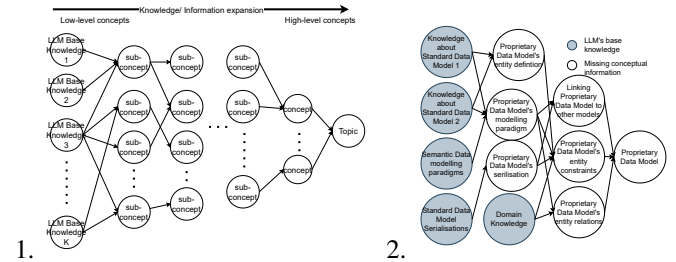 Knowledge/ Information expansion
Low-level concepts
High-level concepts
LLM Base
Knowledge
1
LLM Base
Knowledge
2
LLM Base
Knowledge
3
LLM Base
Knowledge
K
sub-
concept
sub-
concept
sub-
concept
sub-
concept
sub-
concept
sub-
concept
sub-
concept
sub-
concept
sub-
concept
sub-
concept
sub-
concept
concept
concept
Topic
1.
Knowledge
about
Standard Data
Model 1
Knowledge
about
Standard Data
Model 2
Semantic Data
modelling
paradigms
Standard Data
Model
Serialisations
Proprietary
Data Model's
entity defintion
Proprietary
Data Model's
modelling
paradigm
Proprietary
Data Model's
serilisation
Domain
Knowledge
LLM's base
knowledge
Missing conceptual
information
Linking
Proprietary
Data Model to
other models
Proprietary
Data Model's
entity
constraints
Proprietary
Data Model's
entity relations
Proprietary
Data Model
2.